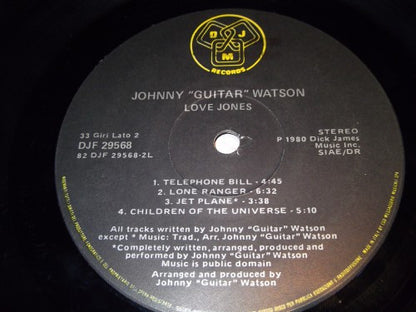 D J M
RECORDS
JOHNNY "GUITAR" WATSON
LOVE JONES
33 Giri Lato 2
DJF 29568
82 DJF 29568-2L
STEREO
P 1980 Dick James
Music Inc.
SIAE/DR
1. TELEPHONE BILL - 4:45
2. LONE RANGER - 6:32
3. JET PLANE* - 3:38
4. CHILDREN OF THE UNIVERSE - 5:10
All tracks written by Johnny "Guitar" Watson
except * Music: Trad., Arr. Johnny "Guitar" Watson
*Completely written, arranged, produced and
performed by Johnny "Guitar" Watson
Music is public domain
Arranged and produced by
Johnny "Guitar" Watson